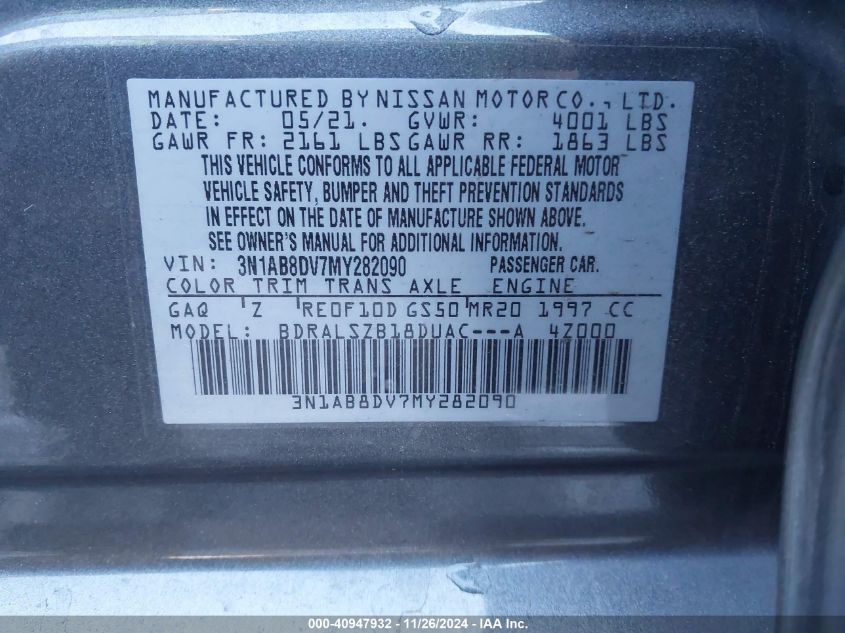 MANUFACTURED BY NISSAN MOTOR CO., LTD.
DATE: 05/21. GVWR: 4001 LBS
GAWR FR: 2161 LBS GAWR RR: 1863 LBS
THIS VEHICLE CONFORMS TO ALL APPLICABLE FEDERAL MOTOR
VEHICLE SAFETY, BUMPER AND THEFT PREVENTION STANDARDS
IN EFFECT ON THE DATE OF MANUFACTURE SHOWN ABOVE.
SEE OWNER'S MANUAL FOR ADDITIONAL INFORMATION.
VIN: 3N1AB8DV7MY282090 PASSENGER CAR.
COLOR TRIM TRANS AXLE ENGINE
GAQ Z RE0F10D GS50 MR20 1997 CC
MODEL: BDRALSZB18DUAC---A 4Z000
3N1AB8DV7MY282090
000-40947932 - 11/26/2024 - IAA Inc.